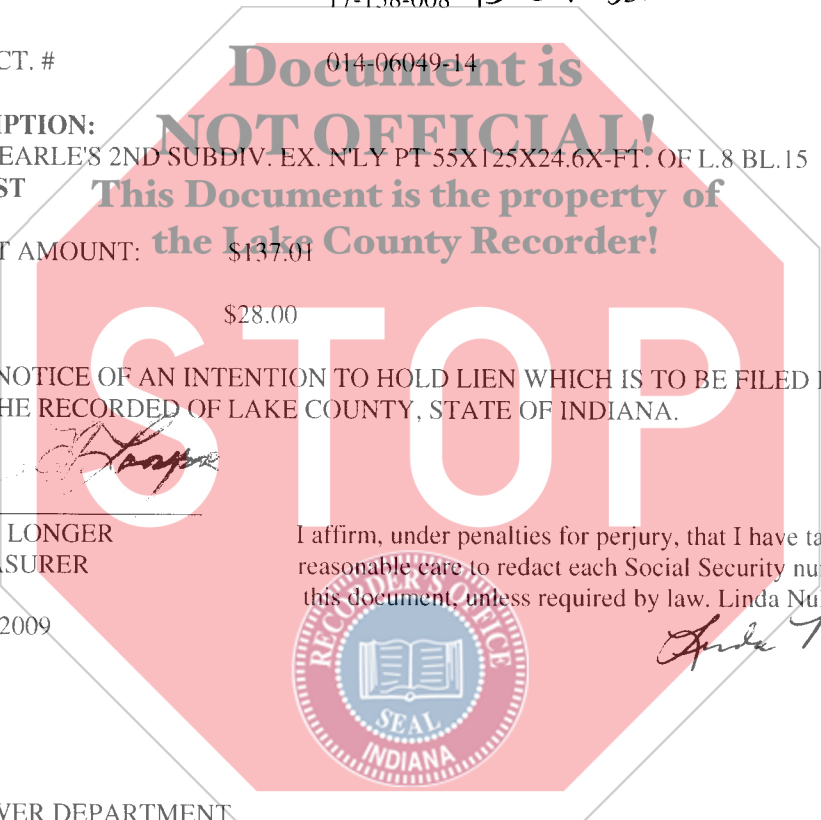 17-158-008
CT. # 014-06049-14
Document is
IPTION:
NOT OFFICIAL!
EARLE'S 2ND SUBDIV. EX. N'LY PT 55X125X24.6X-FT. OF L.8 BL.15
ST
This Document is the property of
the Lake County Recorder!
T AMOUNT: $137.01
$28.00
STOP
NOTICE OF AN INTENTION TO HOLD LIEN WHICH IS TO BE FILED
HE RECORDED OF LAKE COUNTY, STATE OF INDIANA.
LONGER
ASURER
I affirm, under penalties for perjury, that I have ta
reasonable care to redact each Social Security nu
this document, unless required by law. Linda Nu
2009
Linda
RECORDER'S OFFICE
SEAL
INDIANA
WER DEPARTMENT